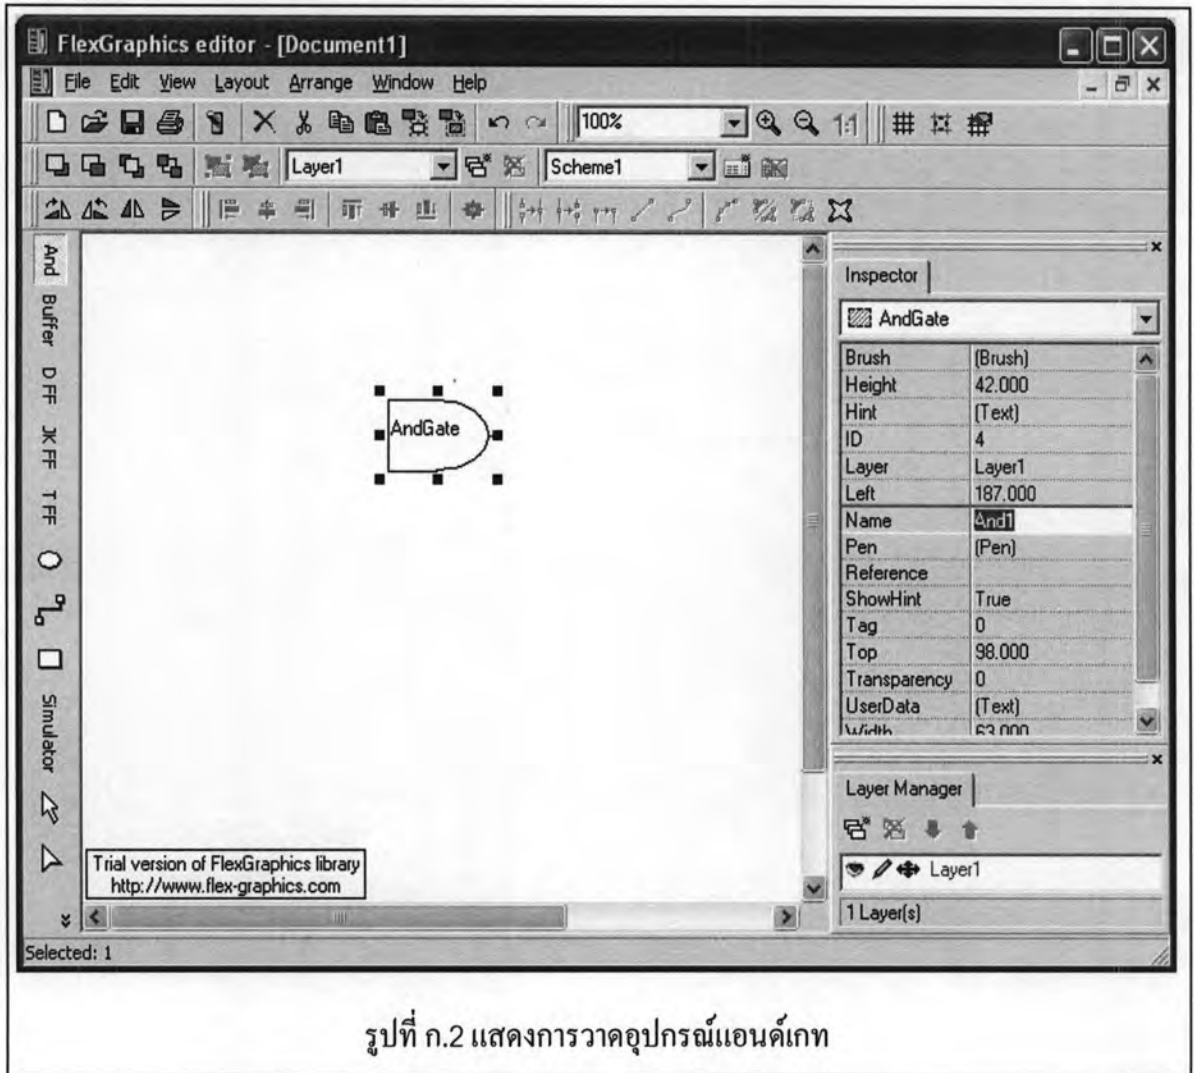 FlexGraphics editor - [Document1]
File Edit View Layout Arrange Window Help
100% 1:1
Layer1 Scheme1
And
Buffer
D FF
JK FF
T FF
Simulator
AndGate
Trial version of FlexGraphics library
http://www.flex-graphics.com
Inspector
AndGate
Brush (Brush)
Height 42.000
Hint (Text)
ID 4
Layer Layer1
Left 187.000
Name And1
Pen (Pen)
Reference
ShowHint True
Tag 0
Top 98.000
Transparency 0
UserData (Text)
Width 63.000
Layer Manager
Layer1
1 Layer(s)
Selected: 1
รูปที่ ก.2 แสดงการวาดอุปกรณ์แอนด์เกท